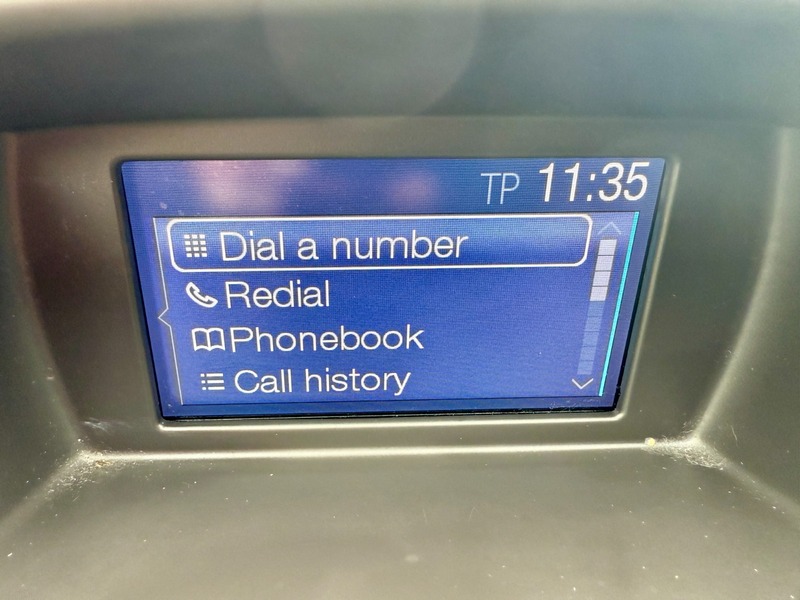 TP 11:35
Dial a number
Redial
Phonebook
Call history